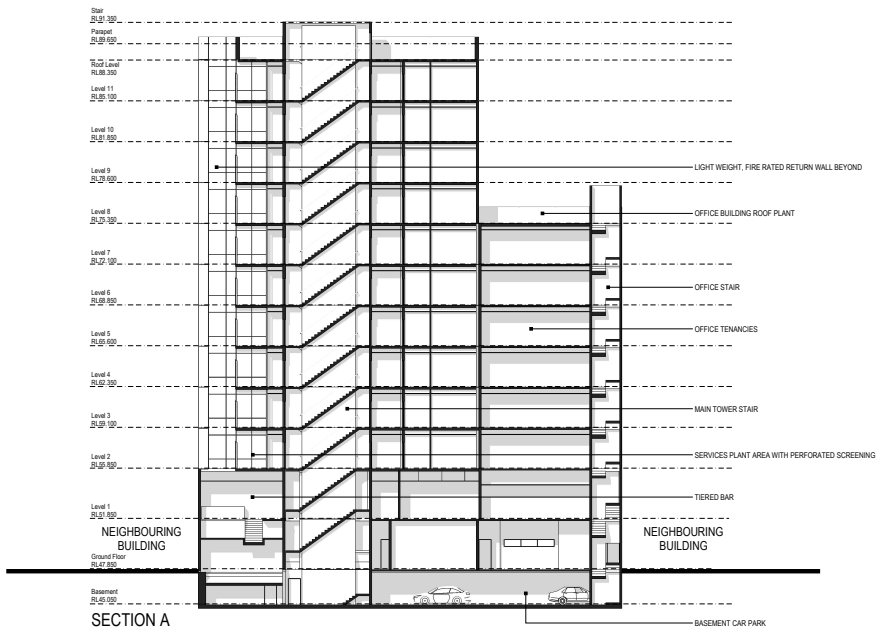 Stair
RL91.350
Parapet
RL89.650
Roof Level
RL88.350
Level 11
RL85.100
Level 10
RL81.850
Level 9
RL78.600
Level 8
RL75.350
Level 7
RL72.100
Level 6
RL68.850
Level 5
RL65.600
Level 4
RL62.350
Level 3
RL59.100
Level 2
RL55.850
Level 1
RL51.850
NEIGHBOURING
BUILDING
Ground Floor
RL47.850
Basement
RL45.050
SECTION A
LIGHT WEIGHT, FIRE RATED RETURN WALL BEYOND
OFFICE BUILDING ROOF PLANT
OFFICE STAIR
OFFICE TENANCIES
MAIN TOWER STAIR
SERVICES PLANT AREA WITH PERFORATED SCREENING
TIERED BAR
NEIGHBOURING
BUILDING
BASEMENT CAR PARK